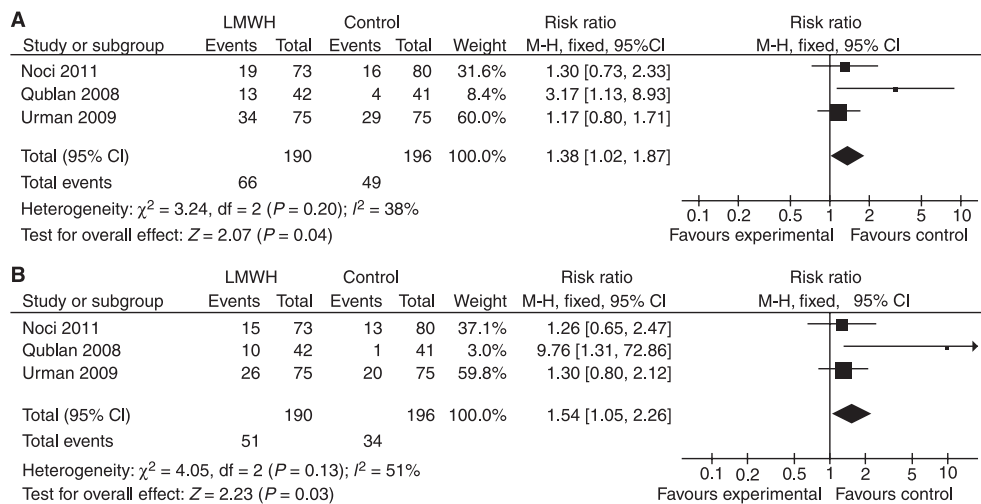 A
LMWH Control Risk ratio Risk ratio
Study or subgroup Events Total Events Total Weight M-H, fixed, 95%CI M-H, fixed, 95% CI
Noci 2011 19 73 16 80 31.6% 1.30 [0.73, 2.33]
Qublan 2008 13 42 4 41 8.4% 3.17 [1.13, 8.93]
Urman 2009 34 75 29 75 60.0% 1.17 [0.80, 1.71]
Total (95% CI) 190 196 100.0% 1.38 [1.02, 1.87]
Total events 66 49
Heterogeneity: χ² = 3.24, df = 2 (P = 0.20); I² = 38%
Test for overall effect: Z = 2.07 (P = 0.04)
0.1 0.2 0.5 1 2 5 10
Favours experimental Favours control
B
LMWH Control Risk ratio Risk ratio
Study or subgroup Events Total Events Total Weight M-H, fixed, 95% CI M-H, fixed, 95% CI
Noci 2011 15 73 13 80 37.1% 1.26 [0.65, 2.47]
Qublan 2008 10 42 1 41 3.0% 9.76 [1.31, 72.86]
Urman 2009 26 75 20 75 59.8% 1.30 [0.80, 2.12]
Total (95% CI) 190 196 100.0% 1.54 [1.05, 2.26]
Total events 51 34
Heterogeneity: χ² = 4.05, df = 2 (P = 0.13); I² = 51%
Test for overall effect: Z = 2.23 (P = 0.03)
0.1 0.2 0.5 1 2 5 10
Favours experimental Favours control